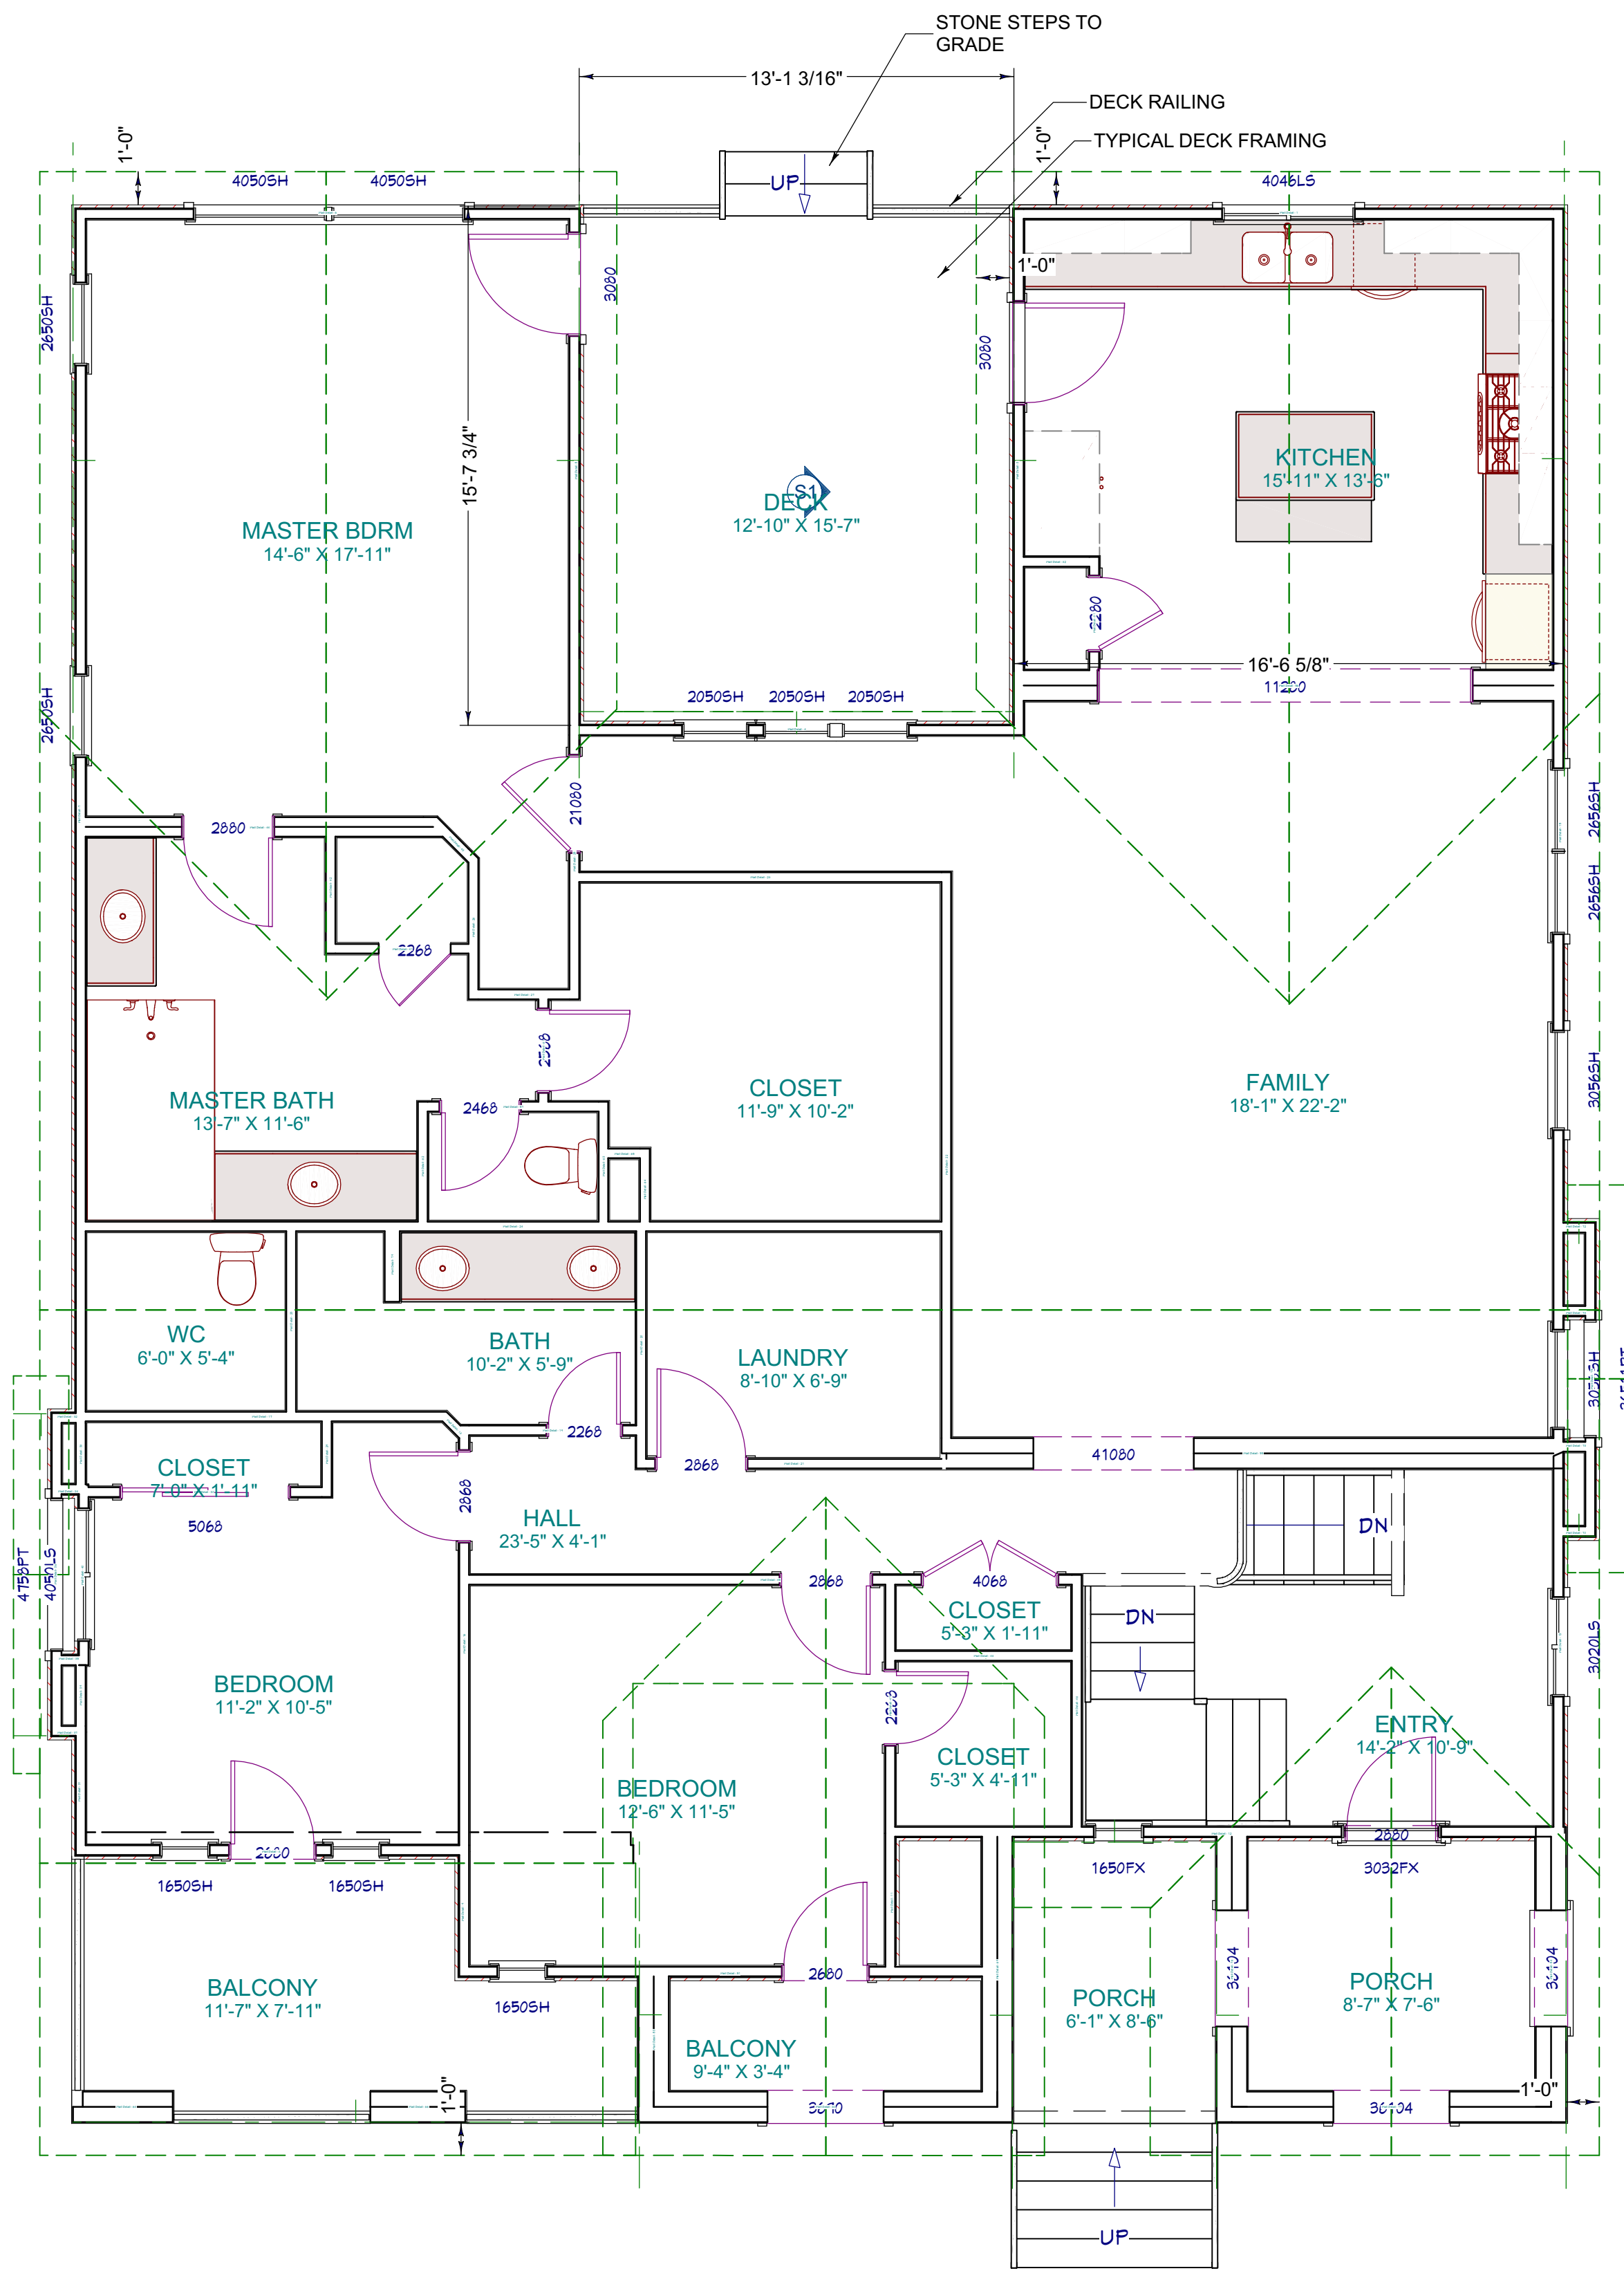 STONE STEPS TO
GRADE
13'-1 3/16"
DECK RAILING
TYPICAL DECK FRAMING
1'-0"
1'-0"
4050SH
4050SH
UP
4046LS
1'-0"
2650SH
3080
3080
15'-7 3/4"
KITCHEN
15'-11" X 13'-6"
S1
DECK
12'-10" X 15'-7"
MASTER BDRM
14'-6" X 17'-11"
2280
16'-6 5/8"
2650SH
2050SH
2050SH
2050SH
21080
2656SH
2880
2656SH
2268
2568
3056SH
CLOSET
11'-9" X 10'-2"
FAMILY
18'-1" X 22'-2"
MASTER BATH
13'-7" X 11'-6"
2468
WC
6'-0" X 5'-4"
BATH
10'-2" X 5'-9"
LAUNDRY
8'-10" X 6'-9"
3056SH
2268
2868
41080
CLOSET
7'-0" X 1'-11"
2868
5068
HALL
23'-5" X 4'-1"
DN
4758PT
4050LS
2868
4068
CLOSET
5'-3" X 1'-11"
DN
3020LS
BEDROOM
11'-2" X 10'-5"
2268
ENTRY
14'-2" X 10'-9"
CLOSET
5'-3" X 4'-11"
BEDROOM
12'-6" X 11'-5"
2880
1650SH
1650SH
1650FX
3032FX
BALCONY
11'-7" X 7'-11"
2680
1650SH
36104
36104
PORCH
6'-1" X 8'-6"
PORCH
8'-7" X 7'-6"
BALCONY
9'-4" X 3'-4"
1'-0"
1'-0"
36104
UP